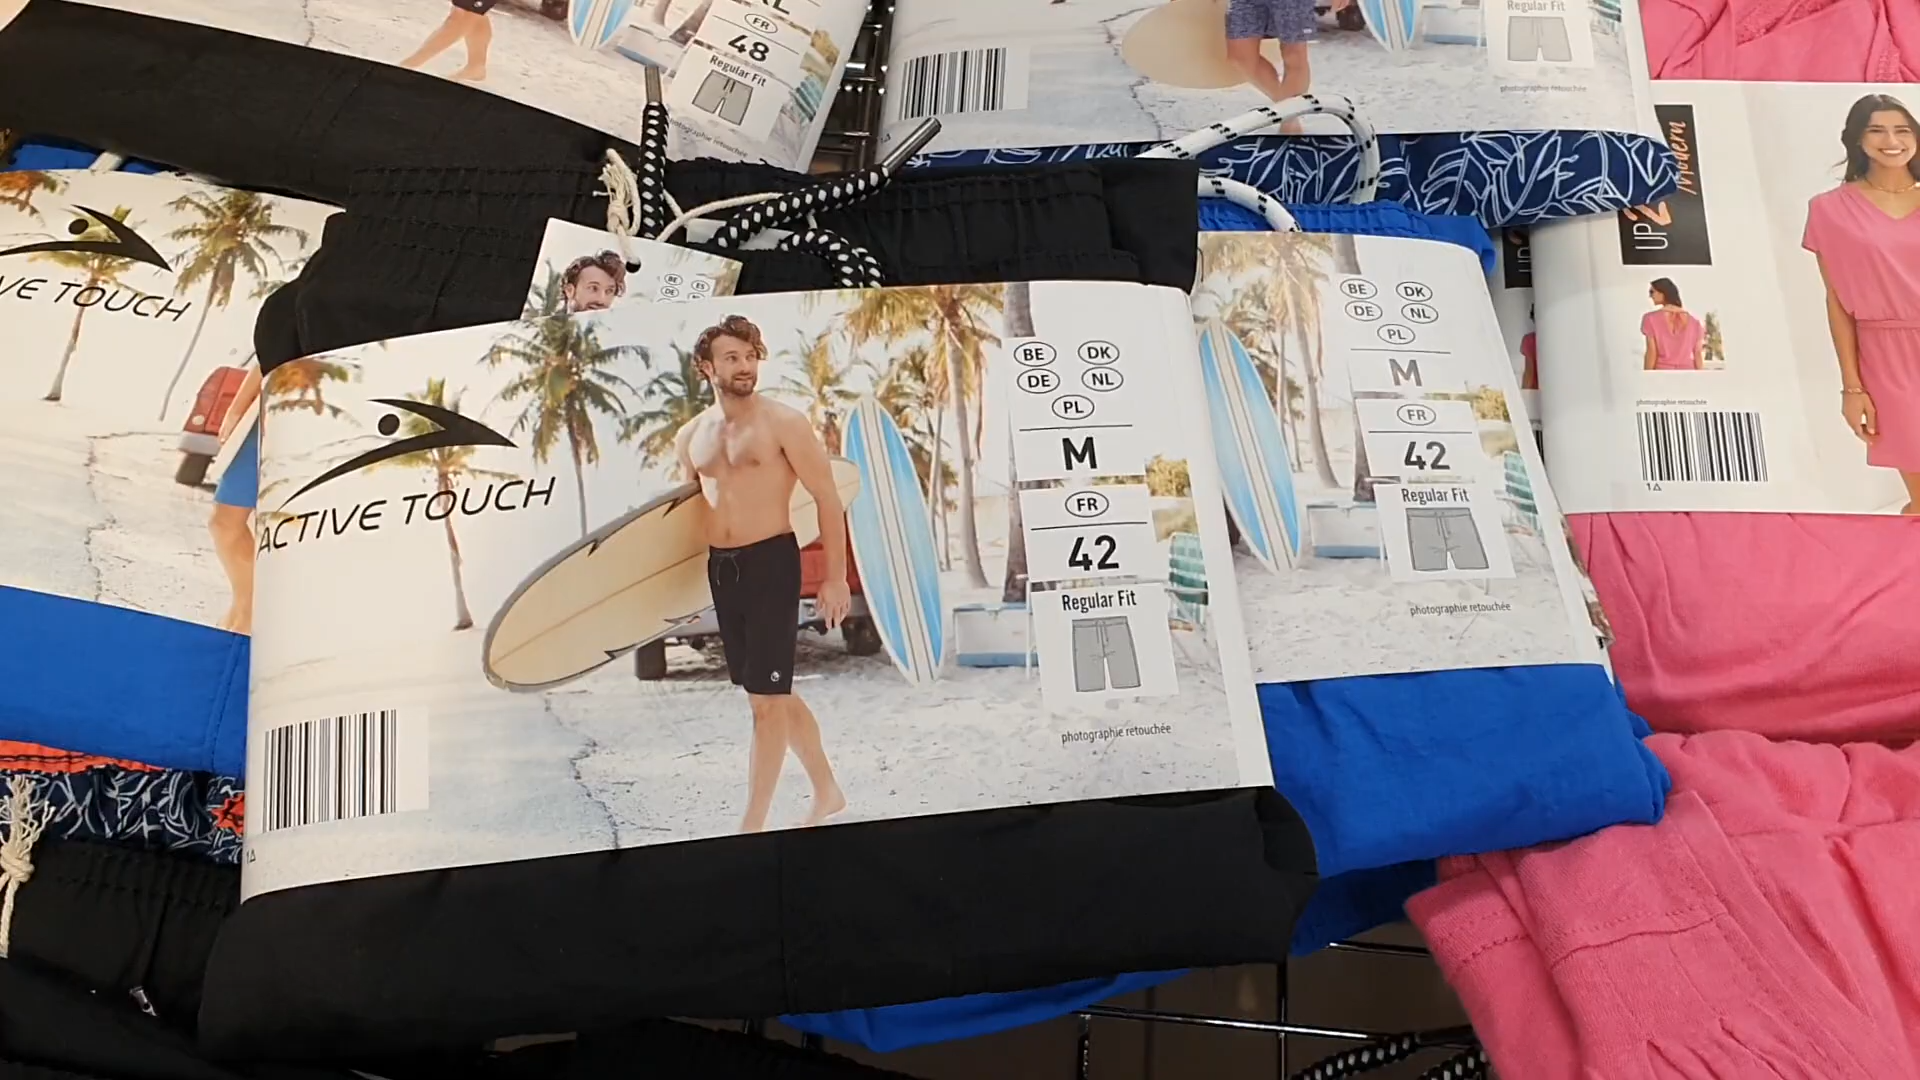 FR
48
Regular Fit
photographie retouchée
Regular Fit
photographie retouchée
UP2
Modern
ACTIVE TOUCH
BE
DK
DE
NL
PL
M
FR
42
Regular Fit
photographie retouchée
BE
DK
DE
NL
PL
M
FR
42
Regular Fit
photographie retouchée
photographie retouchée
BE
ES
DE
VE TOUCH